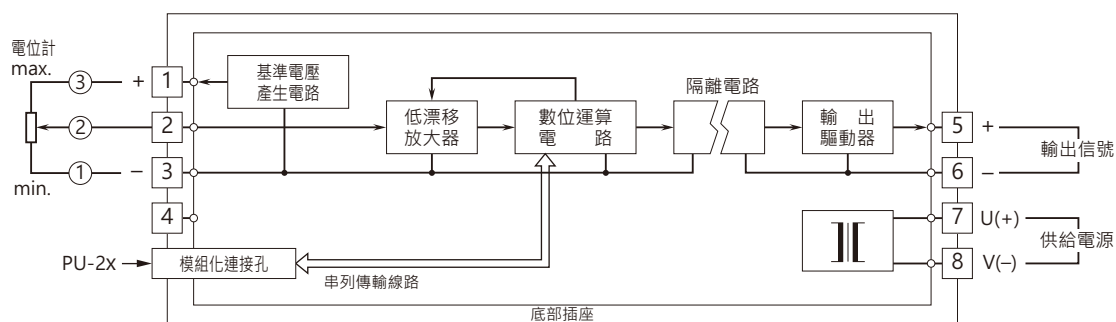 電位計
max.
③ + 1
② 2
① – 3
min.
4
PU-2x
模組化連接孔
基準電壓
產生電路
低漂移
放大器
數位運算
電 路
隔離電路
輸 出
驅動器
串列傳輸線路
5 +
輸出信號
6 –
7 U(+)
供給電源
8 V(–)
底部插座